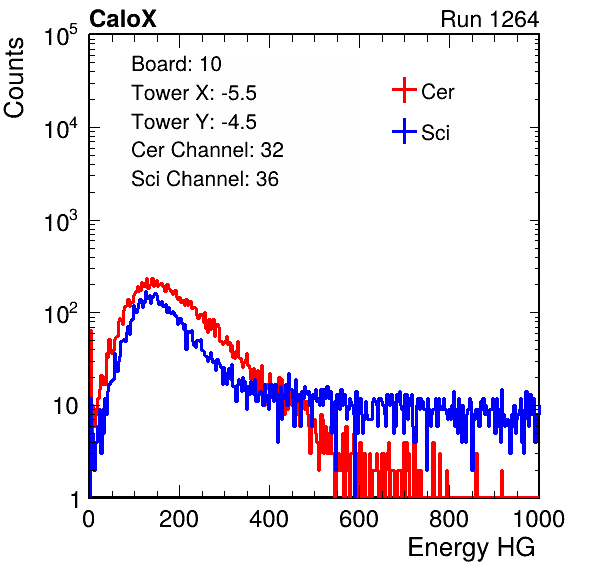 CaloX Run 1264
Counts
Board: 10
Tower X: -5.5
Tower Y: -4.5
Cer Channel: 32
Sci Channel: 36
Cer
Sci
10^5
10^4
10^3
10^2
10
1
0 200 400 600 800 1000
Energy HG